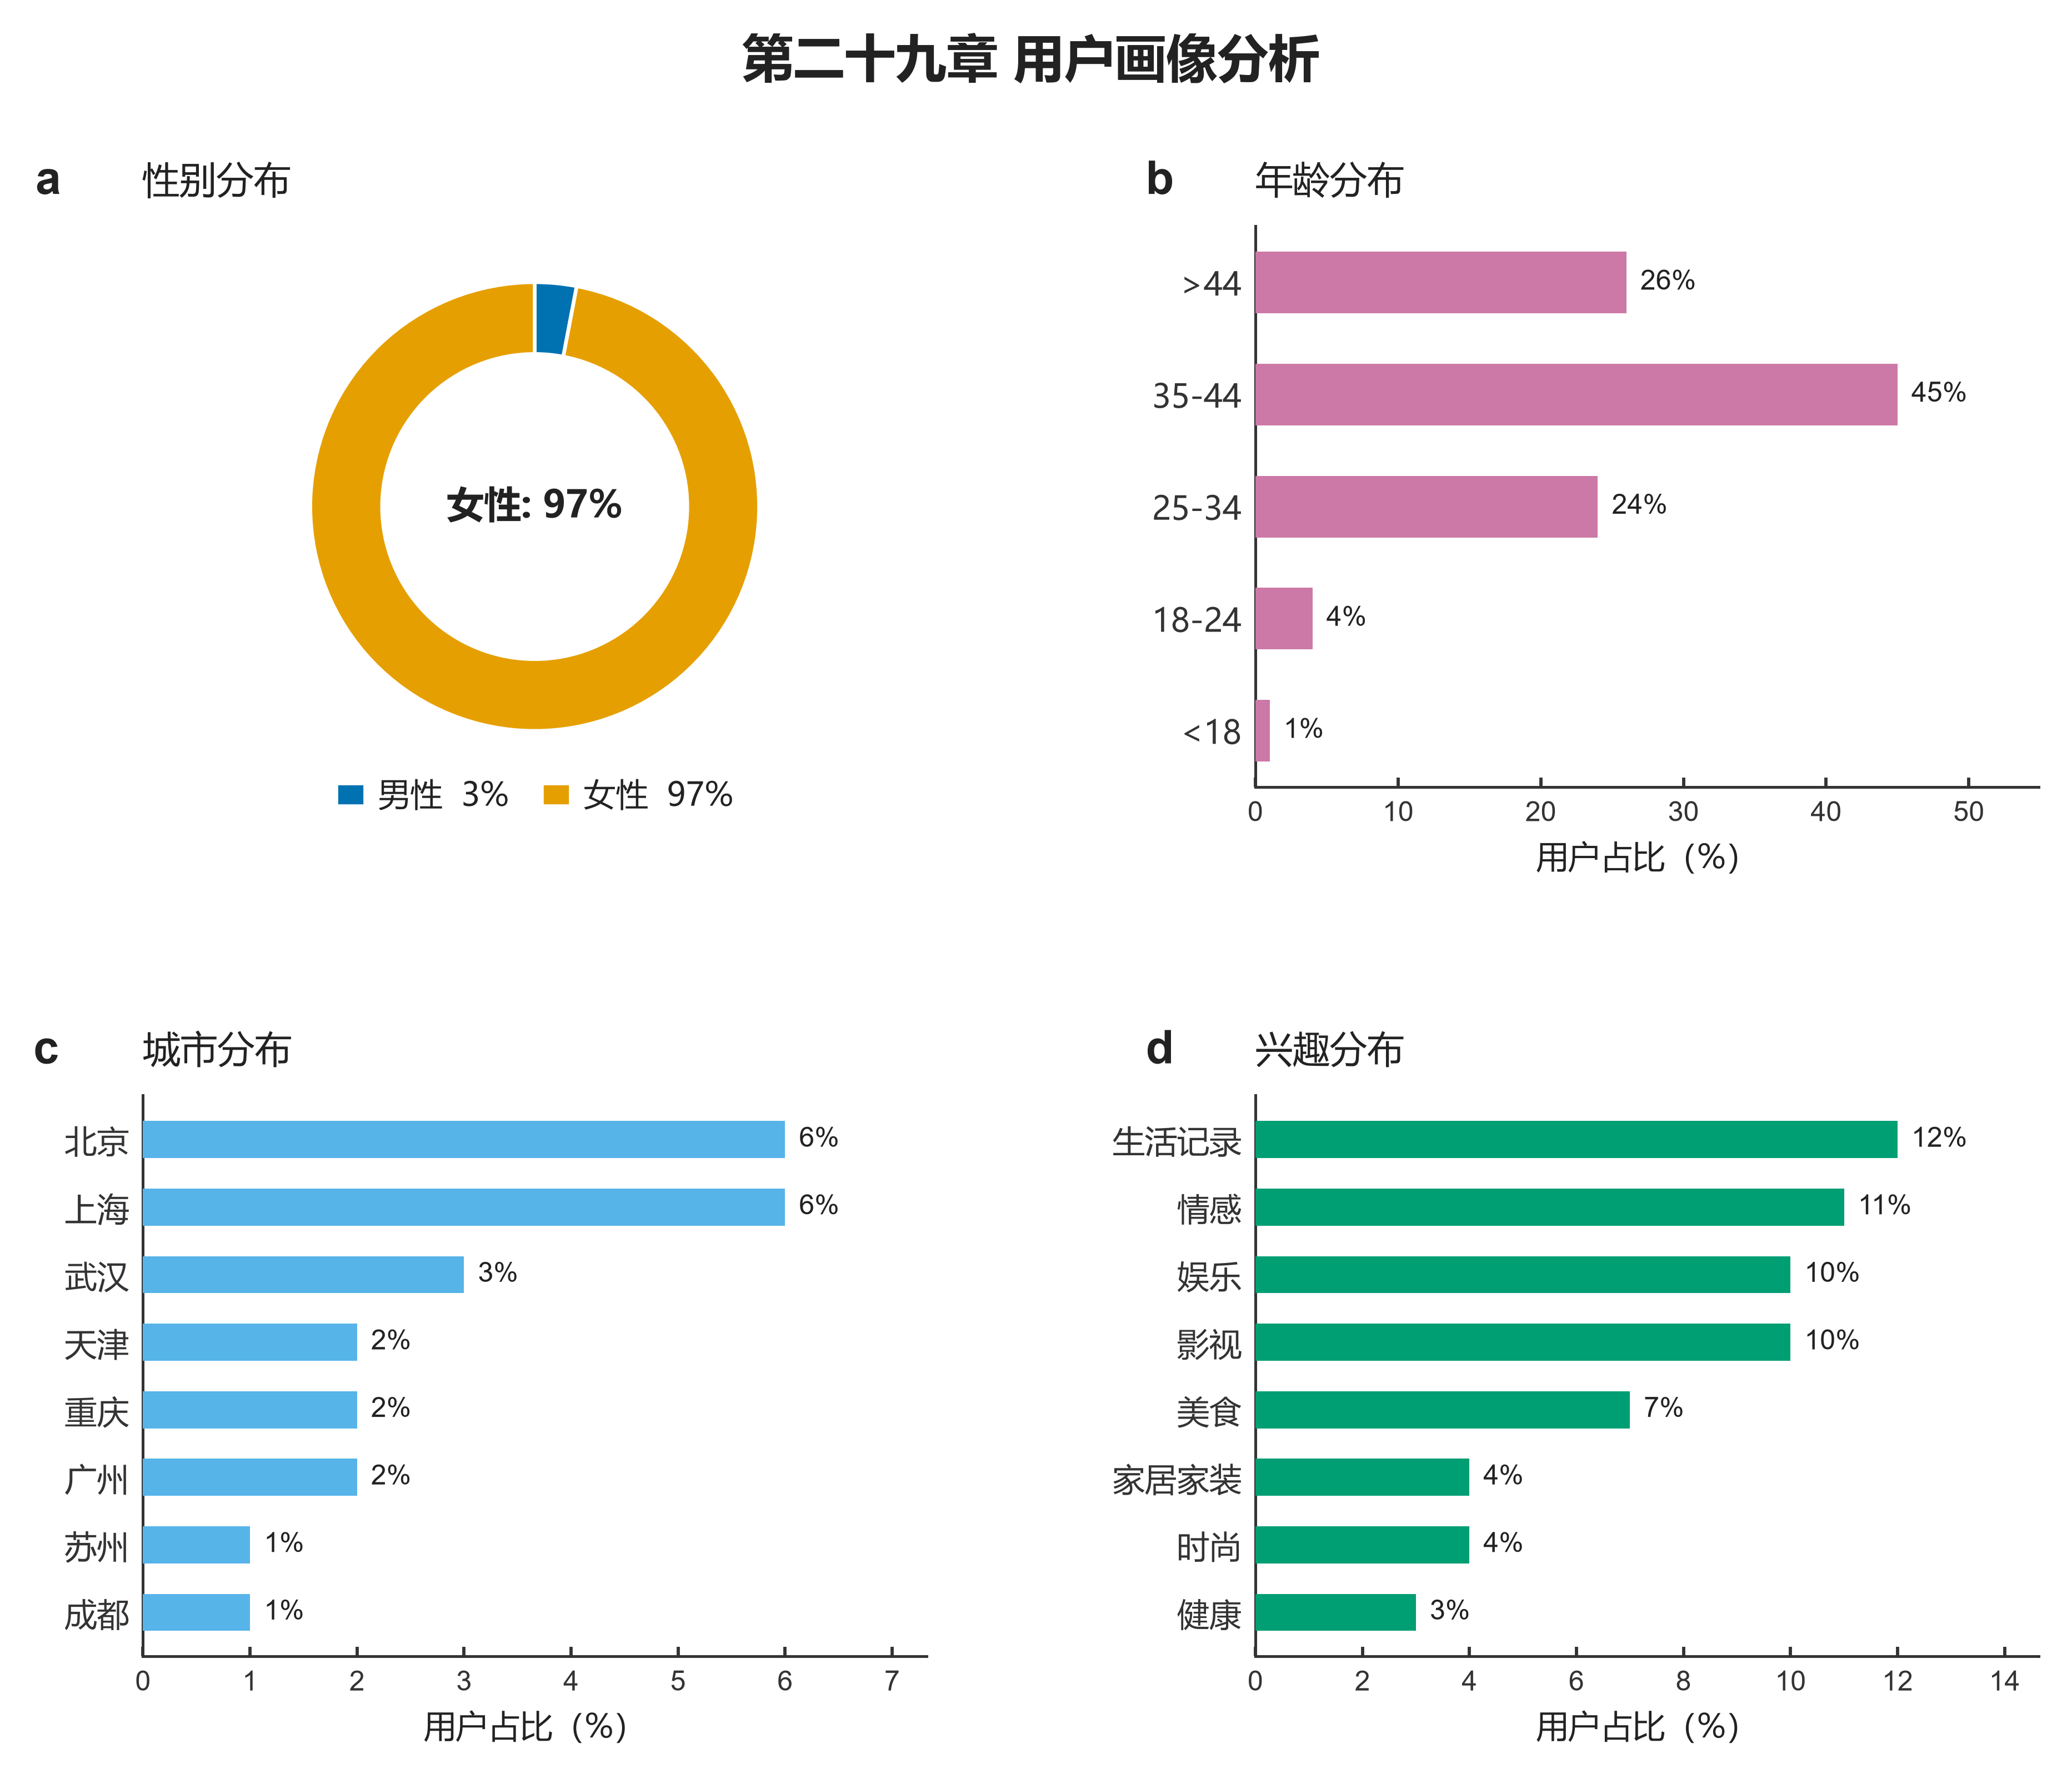 第二十九章 用户画像分析
a 性别分布
女性: 97%
男性 3% 女性 97%
b 年龄分布
>44 26%
35-44 45%
25-34 24%
18-24 4%
<18 1%
0 10 20 30 40 50
用户占比（%）
c 城市分布
北京 6%
上海 6%
武汉 3%
天津 2%
重庆 2%
广州 2%
苏州 1%
成都 1%
0 1 2 3 4 5 6 7
用户占比（%）
d 兴趣分布
生活记录 12%
情感 11%
娱乐 10%
影视 10%
美食 7%
家居家装 4%
时尚 4%
健康 3%
0 2 4 6 8 10 12 14
用户占比（%）